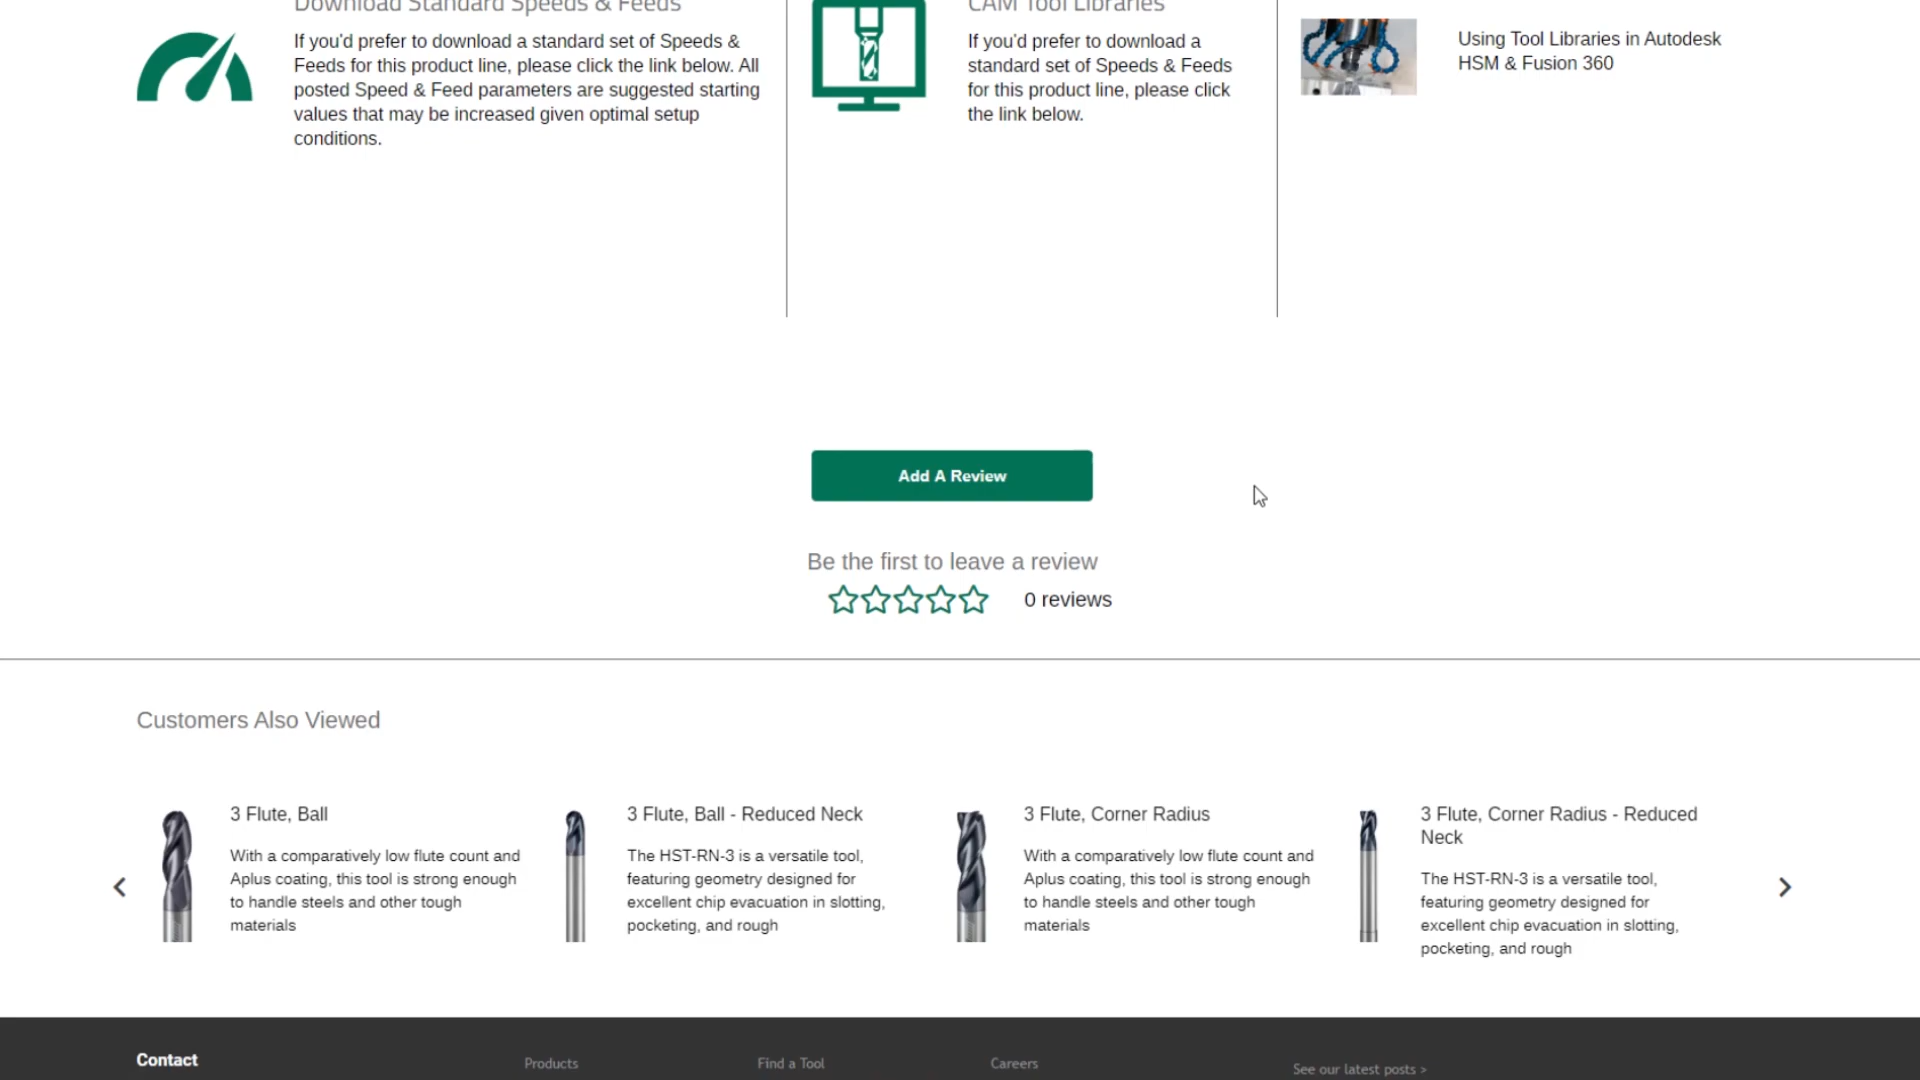 Download Standard Speeds & Feeds
If you'd prefer to download a standard set of Speeds &
Feeds for this product line, please click the link below. All
posted Speed & Feed parameters are suggested starting
values that may be increased given optimal setup
conditions.
CAM Tool Libraries
If you'd prefer to download a
standard set of Speeds & Feeds
for this product line, please click
the link below.
Using Tool Libraries in Autodesk
HSM & Fusion 360
Add A Review
Be the first to leave a review
0 reviews
Customers Also Viewed
3 Flute, Ball
With a comparatively low flute count and
Aplus coating, this tool is strong enough
to handle steels and other tough
materials
3 Flute, Ball - Reduced Neck
The HST-RN-3 is a versatile tool,
featuring geometry designed for
excellent chip evacuation in slotting,
pocketing, and rough
3 Flute, Corner Radius
With a comparatively low flute count and
Aplus coating, this tool is strong enough
to handle steels and other tough
materials
3 Flute, Corner Radius - Reduced
Neck
The HST-RN-3 is a versatile tool,
featuring geometry designed for
excellent chip evacuation in slotting,
pocketing, and rough
Contact
Products
Find a Tool
Careers
See our latest posts >